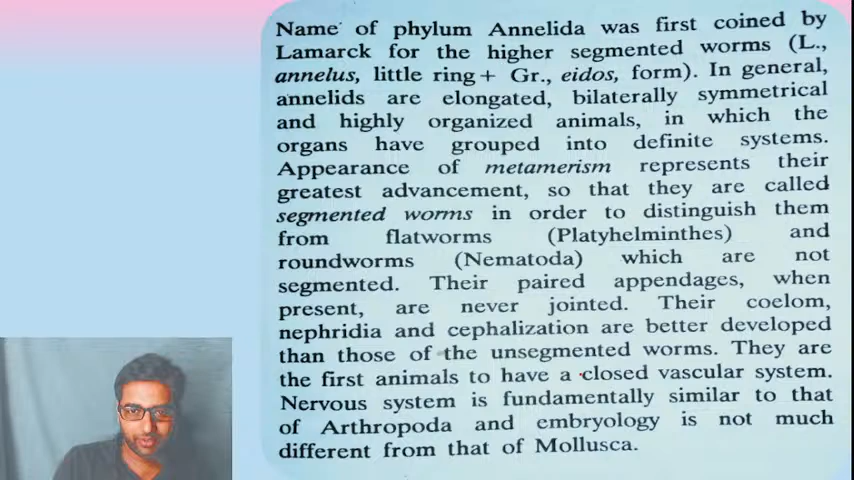 Name of phylum Annelida was first coined by
Lamarck for the higher segmented worms (L.,
annelus, little ring + Gr., eidos, form). In general,
annelids are elongated, bilaterally symmetrical
and highly organized animals, in which the
organs have grouped into definite systems.
Appearance of metamerism represents their
greatest advancement, so that they are called
segmented worms in order to distinguish them
from flatworms (Platyhelminthes) and
roundworms (Nematoda) which are not
segmented. Their paired appendages, when
present, are never jointed. Their coelom,
nephridia and cephalization are better developed
than those of the unsegmented worms. They are
the first animals to have a closed vascular system.
Nervous system is fundamentally similar to that
of Arthropoda and embryology is not much
different from that of Mollusca.